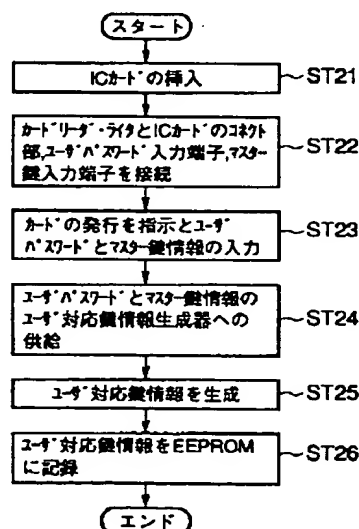 スタート
ICカードの挿入
ST21
カードリーダ・ライタとICカードのコネクト
部,ユーザパスワード入力端子,マスター
鍵入力端子を接続
ST22
カードの発行を指示とユーザ
パスワードとマスター鍵情報の入力
ST23
ユーザパスワードとマスター鍵情報の
ユーザ対応鍵情報生成器への
供給
ST24
ユーザ対応鍵情報を生成
ST25
ユーザ対応鍵情報をEEPROM
に記録
ST26
エンド